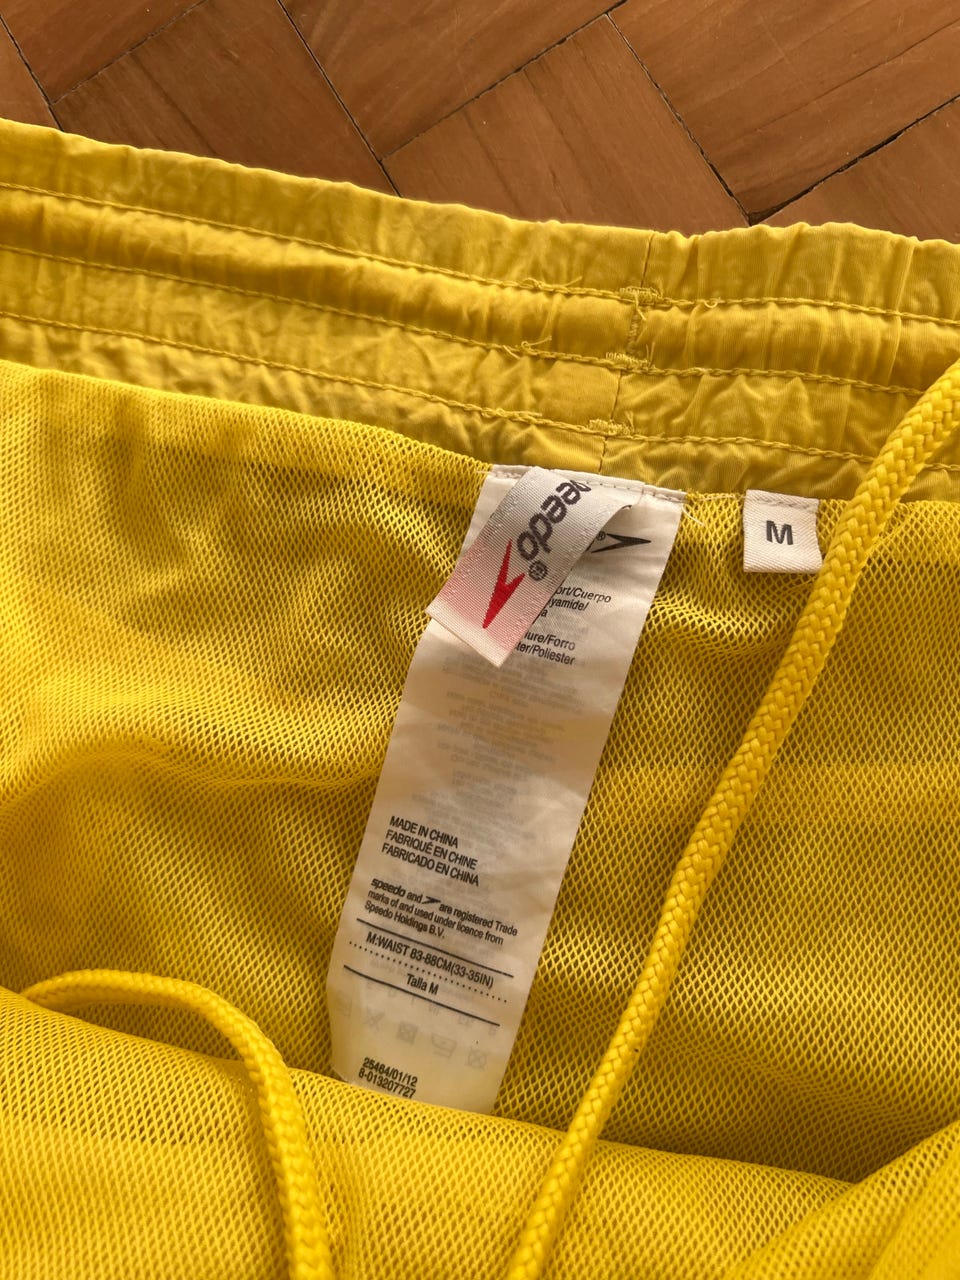 eedo®
®
M
ort/Cuerpo
yamide/
a
lure/Forro
ter/Poliester
MADE IN CHINA
FABRIQUÉ EN CHINE
FABRICADO EN CHINA
speedo and are registered Trade
marks of and used under licence from
Speedo Holdings B.V.
M:WAIST 83-88CM(33-35IN)
Talla M
25464/01/12
8-013207727